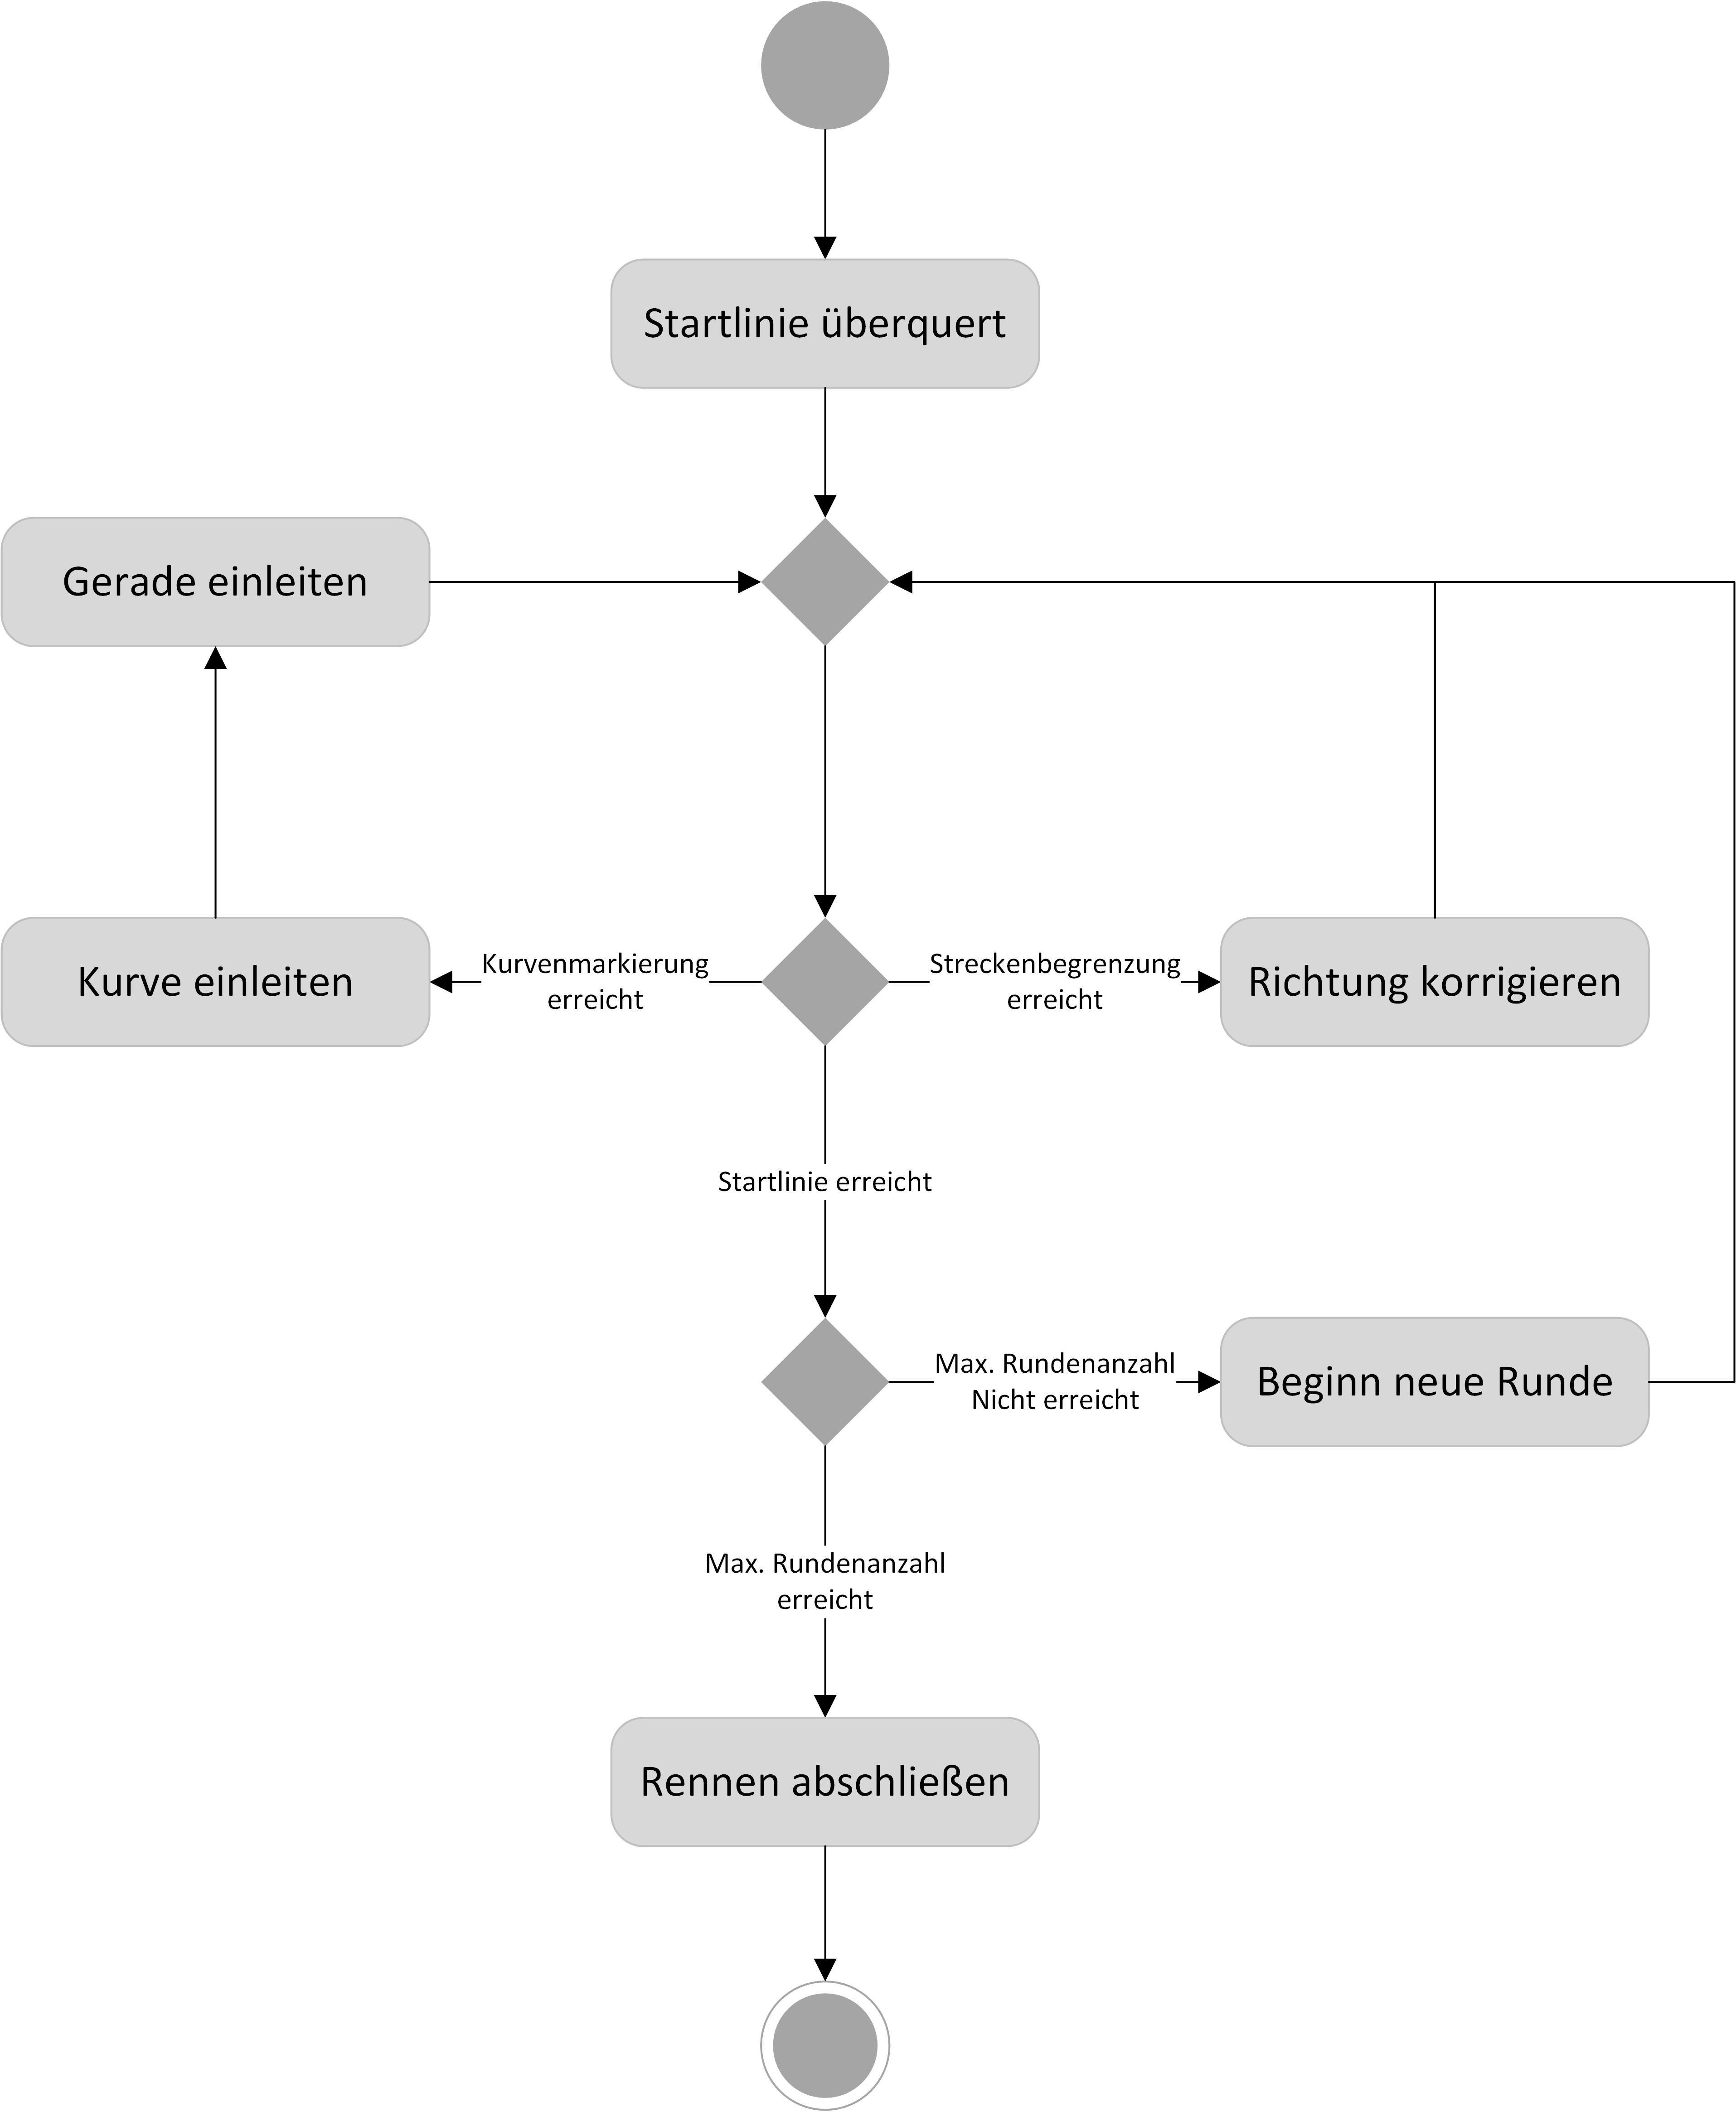 Startlinie überquert
Gerade einleiten
Kurve einleiten
Kurvenmarkierung
erreicht
Streckenbegrenzung
erreicht
Richtung korrigieren
Startlinie erreicht
Max. Rundenanzahl
Nicht erreicht
Beginn neue Runde
Max. Rundenanzahl
erreicht
Rennen abschließen